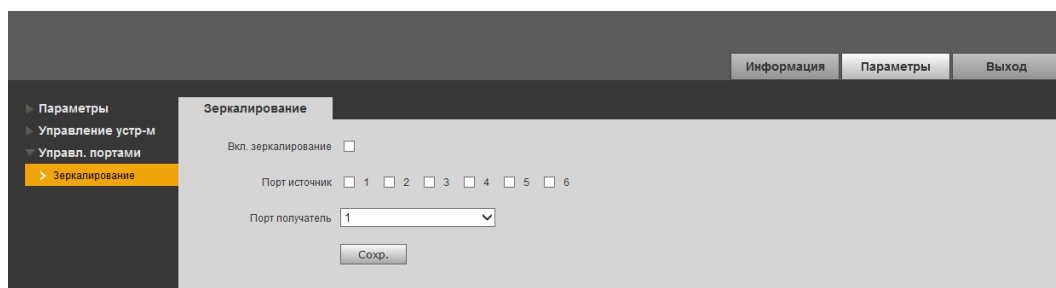 Информация Параметры Выход
Параметры
Управление устр-м
Управл. портами
> Зеркалирование
Зеркалирование
Вкл. зеркалирование
Порт источник 1 2 3 4 5 6
Порт получатель 1
Сохр.